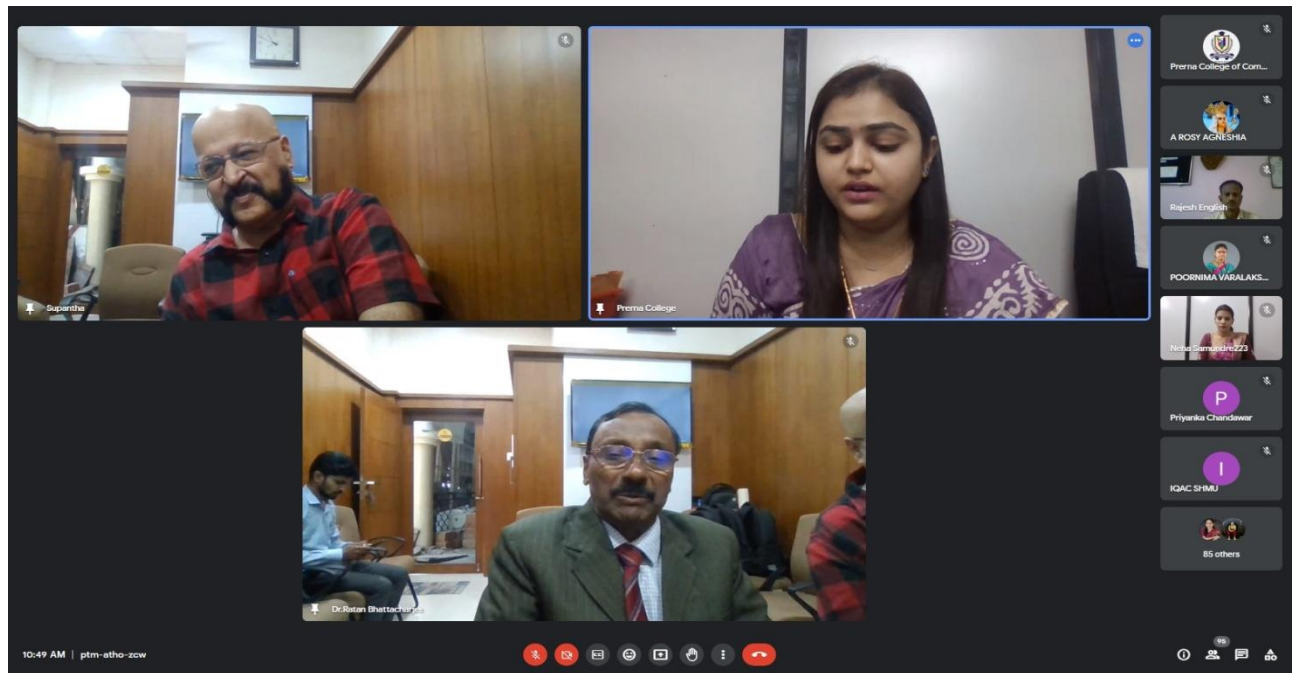 Supantha
Prerna College
Dr.Ratan Bhattacharjee
Prerna College of Com...
A ROSY AGNESHIA
Rajesh English
POORNIMA VARALAKS...
Neha Samundre223
P
Priyanka Chandawar
I
IQAC SHMU
85 others
10:49 AM | ptm-atho-zcw
95